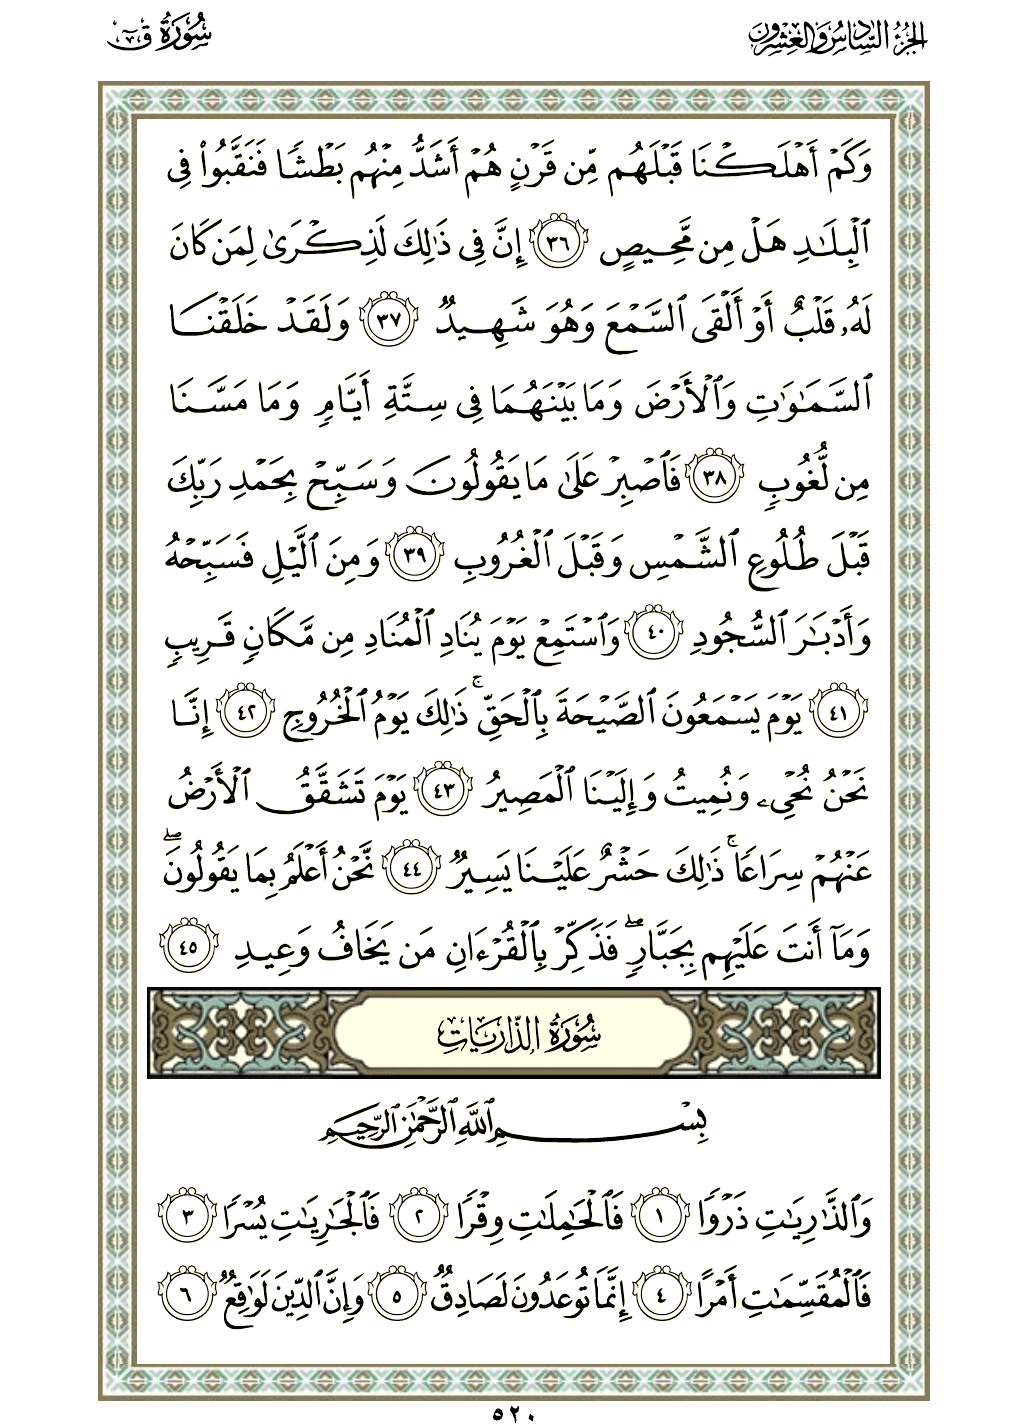 الجزء السادس والعشرون
سورة ق
وَكَمْ أَهْلَكْنَا قَبْلَهُم مِّن قَرْنٍ هُمْ أَشَدُّ مِنْهُم بَطْشًا فَنَقَّبُوا۟ فِى
ٱلْبِلَـٰدِ هَلْ مِن مَّحِيصٍ ٣٦ إِنَّ فِى ذَٰلِكَ لَذِكْرَىٰ لِمَن كَانَ
لَهُۥ قَلْبٌ أَوْ أَلْقَى ٱلسَّمْعَ وَهُوَ شَهِيدٌ ٣٧ وَلَقَدْ خَلَقْنَا
ٱلسَّمَـٰوَٰتِ وَٱلْأَرْضَ وَمَا بَيْنَهُمَا فِى سِتَّةِ أَيَّامٍ وَمَا مَسَّنَا
مِن لُّغُوبٍ ٣٨ فَٱصْبِرْ عَلَىٰ مَا يَقُولُونَ وَسَبِّحْ بِحَمْدِ رَبِّكَ
قَبْلَ طُلُوعِ ٱلشَّمْسِ وَقَبْلَ ٱلْغُرُوبِ ٣٩ وَمِنَ ٱلَّيْلِ فَسَبِّحْهُ
وَأَدْبَـٰرَ ٱلسُّجُودِ ٤٠ وَٱسْتَمِعْ يَوْمَ يُنَادِ ٱلْمُنَادِ مِن مَّكَانٍ قَرِيبٍ
٤١ يَوْمَ يَسْمَعُونَ ٱلصَّيْحَةَ بِٱلْحَقِّ ۚ ذَٰلِكَ يَوْمُ ٱلْخُرُوجِ ٤٢ إِنَّا
نَحْنُ نُحْىِۦ وَنُمِيتُ وَإِلَيْنَا ٱلْمَصِيرُ ٤٣ يَوْمَ تَشَقَّقُ ٱلْأَرْضُ
عَنْهُمْ سِرَاعًا ۚ ذَٰلِكَ حَشْرٌ عَلَيْنَا يَسِيرٌ ٤٤ نَّحْنُ أَعْلَمُ بِمَا يَقُولُونَ ۖ
وَمَآ أَنتَ عَلَيْهِم بِجَبَّارٍ ۖ فَذَكِّرْ بِٱلْقُرْءَانِ مَن يَخَافُ وَعِيدِ ٤٥
سُورَةُ الذَّارِيَاتِ
بِسْمِ ٱللَّهِ ٱلرَّحْمَـٰنِ ٱلرَّحِيمِ
وَٱلذَّٰرِيَـٰتِ ذَرْوًا ١ فَٱلْحَـٰمِلَـٰتِ وِقْرًا ٢ فَٱلْجَـٰرِيَـٰتِ يُسْرًا ٣
فَٱلْمُقَسِّمَـٰتِ أَمْرًا ٤ إِنَّمَا تُوعَدُونَ لَصَادِقٌ ٥ وَإِنَّ ٱلدِّينَ لَوَٰقِعٌ ٦
٥٢٠